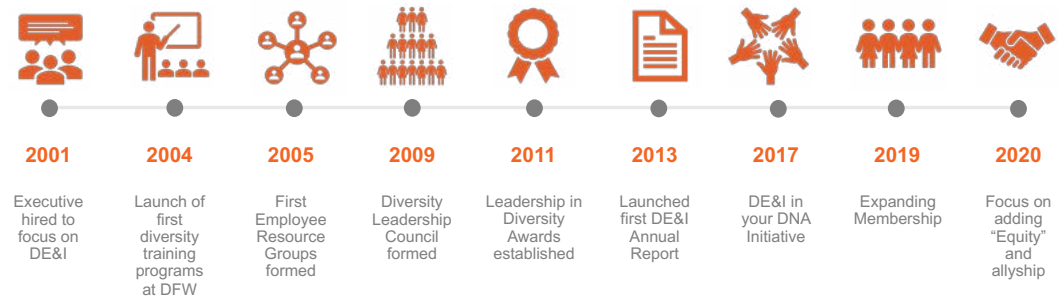 2001
Executive
hired to
focus on
DE&I
2004
Launch of
first
diversity
training
programs
at DFW
2005
First
Employee
Resource
Groups
formed
2009
Diversity
Leadership
Council
formed
2011
Leadership in
Diversity
Awards
established
2013
Launched
first DE&I
Annual
Report
2017
DE&I in
your DNA
Initiative
2019
Expanding
Membership
2020
Focus on
adding
“Equity”
and
allyship